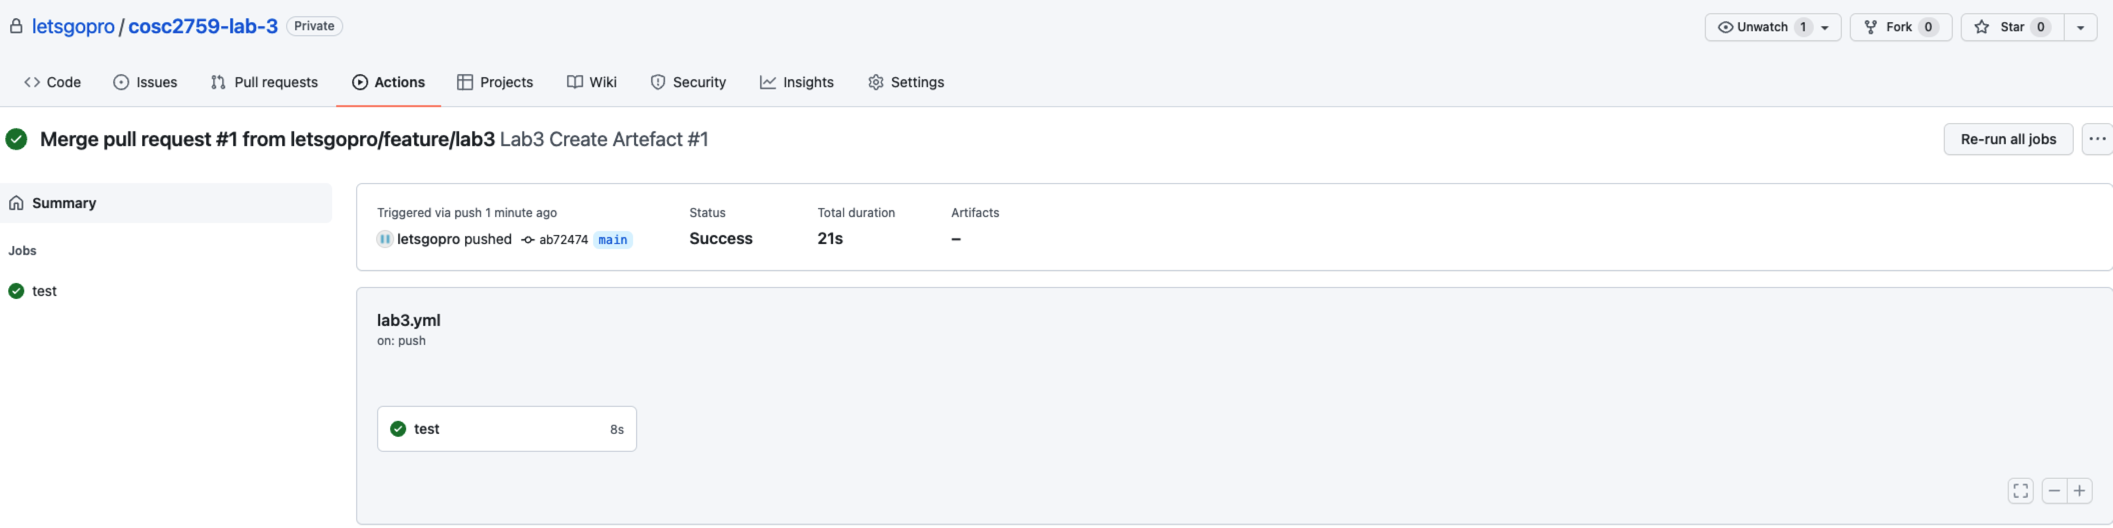 letsgopro / cosc2759-lab-3 Private
Unwatch 1 Fork 0 Star 0
Code Issues Pull requests Actions Projects Wiki Security Insights Settings
Merge pull request #1 from letsgopro/feature/lab3 Lab3 Create Artefact #1
Re-run all jobs ...
Summary
Jobs
test
Triggered via push 1 minute ago Status Total duration Artifacts
letsgopro pushed ab72474 main Success 21s –
lab3.yml
on: push
test 8s